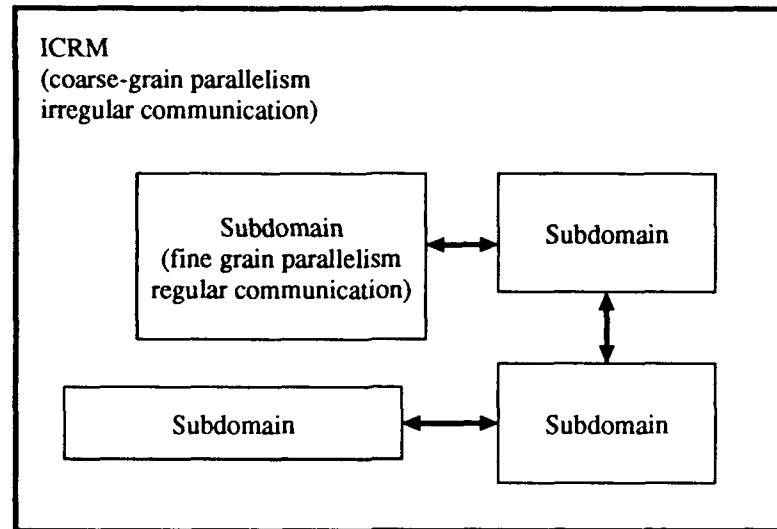 ICRM
(coarse-grain parallelism
irregular communication)
Subdomain
(fine grain parallelism
regular communication)
Subdomain
Subdomain
Subdomain